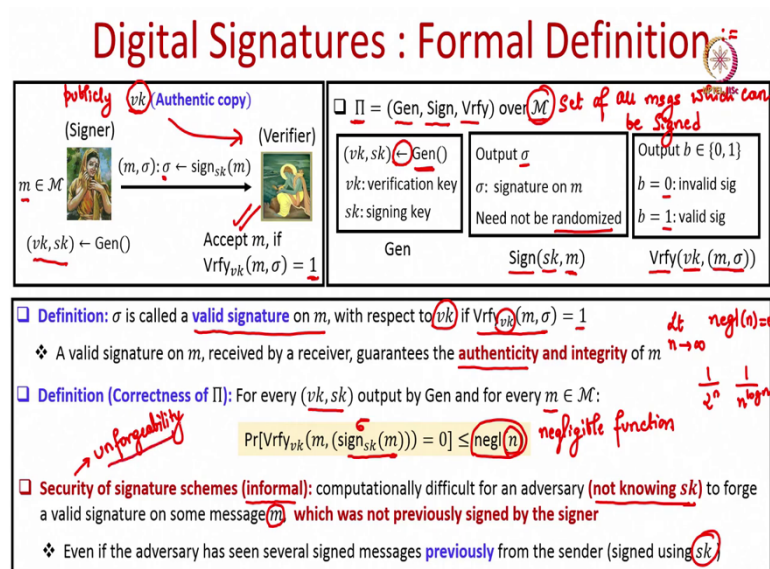 Digital Signatures : Formal Definition
publicly vk (Authentic copy)
(Signer)
(Verifier)
m ∈ ℳ
(m, σ): σ ← sign_sk(m)
(vk, sk) ← Gen()
Accept m, if
Vrfy_vk(m, σ) = 1
❑ Π = (Gen, Sign, Vrfy) over ℳ Set of all msgs which can
be signed
(vk, sk) ← Gen()
vk: verification key
sk: signing key
Gen
Output σ
σ: signature on m
Need not be randomized
Sign(sk, m)
Output b ∈ {0, 1}
b = 0: invalid sig
b = 1: valid sig
Vrfy(vk, (m, σ))
❑ Definition: σ is called a valid signature on m, with respect to vk if Vrfy_vk(m, σ) = 1
❖ A valid signature on m, received by a receiver, guarantees the authenticity and integrity of m
Lt negl(n)=0
n→∞
❑ Definition (Correctness of Π): For every (vk, sk) output by Gen and for every m ∈ ℳ:
1/2^n 1/n^log n
σ
Pr[Vrfy_vk(m, (sign_sk(m))) = 0] ≤ negl(n) negligible function
unforgeability
❑ Security of signature schemes (informal): computationally difficult for an adversary (not knowing sk) to forge
a valid signature on some message m, which was not previously signed by the signer
❖ Even if the adversary has seen several signed messages previously from the sender (signed using sk)